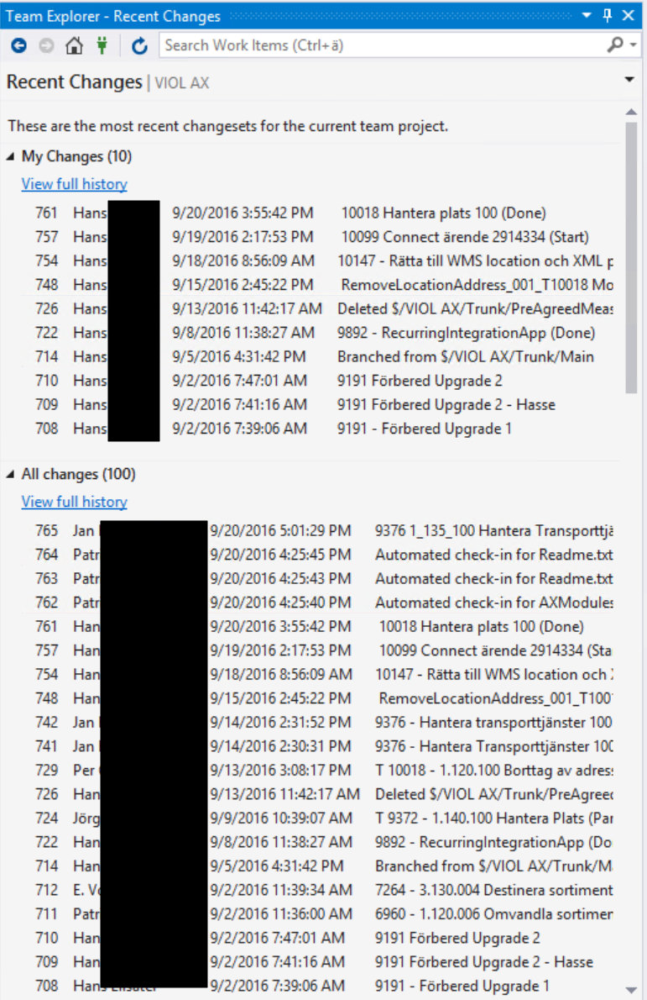 Team Explorer - Recent Changes
Search Work Items (Ctrl+ä)
Recent Changes | VIOL AX
These are the most recent changesets for the current team project.
My Changes (10)
View full history
761 Hans 9/20/2016 3:55:42 PM 10018 Hantera plats 100 (Done)
757 Hans 9/19/2016 2:17:53 PM 10099 Connect ärende 2914334 (Start)
754 Hans 9/18/2016 8:56:09 AM 10147 - Rätta till WMS location och XML p
748 Hans 9/15/2016 2:45:22 PM RemoveLocationAddress_001_T10018 Mo
726 Hans 9/13/2016 11:42:17 AM Deleted $/VIOL AX/Trunk/PreAgreedMeas
722 Hans 9/8/2016 11:38:27 AM 9892 - RecurringIntegrationApp (Done)
714 Hans 9/5/2016 4:31:42 PM Branched from $/VIOL AX/Trunk/Main
710 Hans 9/2/2016 7:47:01 AM 9191 Förbered Upgrade 2
709 Hans 9/2/2016 7:41:16 AM 9191 Förbered Upgrade 2 - Hasse
708 Hans 9/2/2016 7:39:06 AM 9191 - Förbered Upgrade 1
All changes (100)
View full history
765 Jan 9/20/2016 5:01:29 PM 9376 1_135_100 Hantera Transporttjä
764 Patr 9/20/2016 4:25:45 PM Automated check-in for Readme.txt
763 Patr 9/20/2016 4:25:43 PM Automated check-in for Readme.txt
762 Patr 9/20/2016 4:25:40 PM Automated check-in for AXModules
761 Han 9/20/2016 3:55:42 PM 10018 Hantera plats 100 (Done)
757 Han 9/19/2016 2:17:53 PM 10099 Connect ärende 2914334 (Sta
754 Han 9/18/2016 8:56:09 AM 10147 - Rätta till WMS location och
748 Han 9/15/2016 2:45:22 PM RemoveLocationAddress_001_T100
742 Jan 9/14/2016 2:31:52 PM 9376 - Hantera transporttjänster 100
741 Jan 9/14/2016 2:30:31 PM 9376 - Hantera Transporttjänster 100
729 Per 9/13/2016 3:08:17 PM T 10018 - 1.120.100 Borttag av adress
726 Han 9/13/2016 11:42:17 AM Deleted $/VIOL AX/Trunk/PreAgreed
724 Jörg 9/9/2016 10:39:07 AM T 9372 - 1.140.100 Hantera Plats (Par
722 Han 9/8/2016 11:38:27 AM 9892 - RecurringIntegrationApp (Do
714 Han 9/5/2016 4:31:42 PM Branched from $/VIOL AX/Trunk/M
712 E. Vo 9/2/2016 11:39:34 AM 7264 - 3.130.004 Destinera sortiment
711 Patr 9/2/2016 11:36:00 AM 6960 - 1.120.006 Omvandla sortimen
710 Han 9/2/2016 7:47:01 AM 9191 Förbered Upgrade 2
709 Han 9/2/2016 7:41:16 AM 9191 Förbered Upgrade 2 - Hasse
708 Hans 9/2/2016 7:39:06 AM 9191 - Förbered Upgrade 1